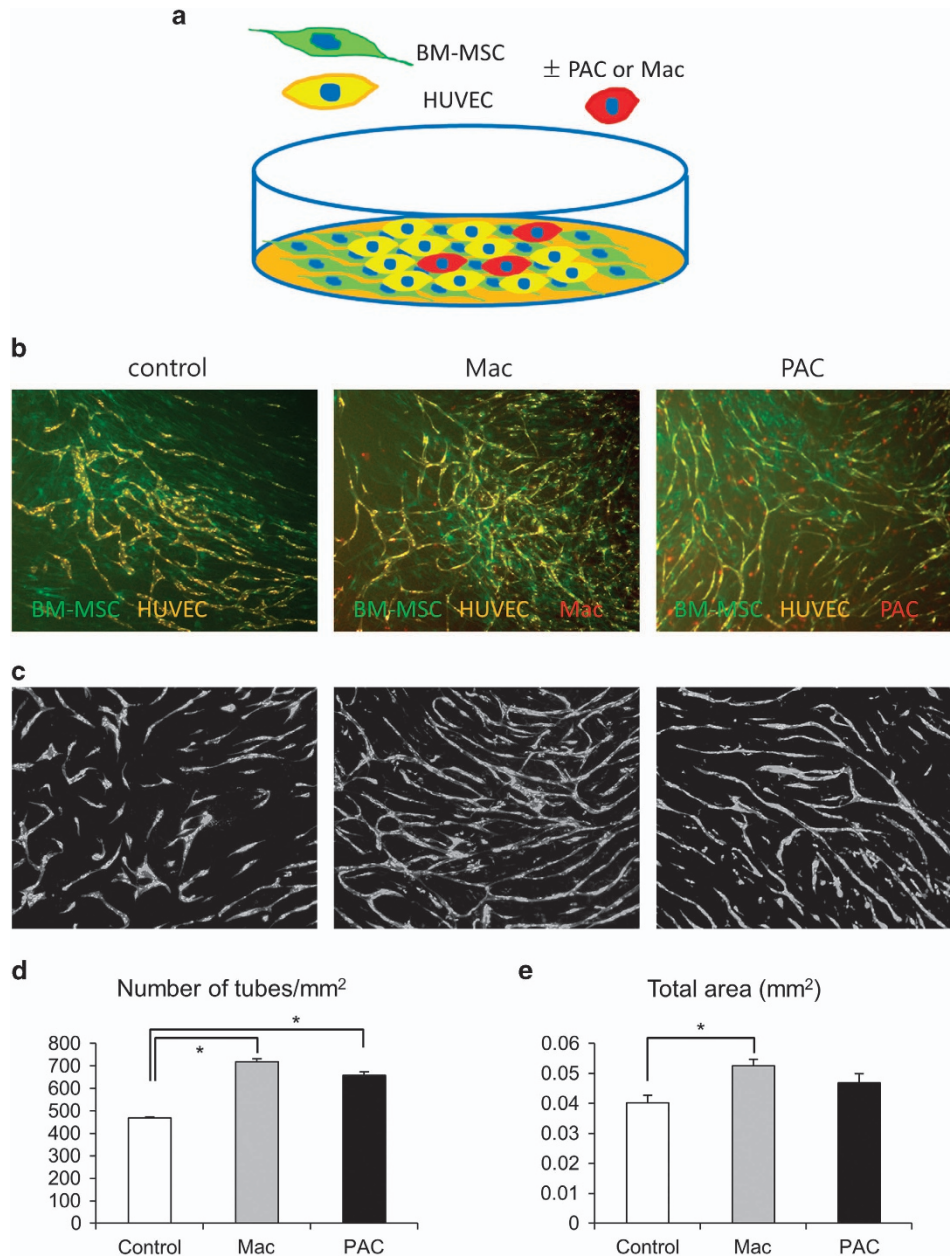 a
BM-MSC
± PAC or Mac
HUVEC
b
control
Mac
PAC
BM-MSC HUVEC
BM-MSC HUVEC Mac
BM-MSC HUVEC PAC
c
d
e
Number of tubes/mm²
Total area (mm²)
*
*
*
800
700
600
500
400
300
200
100
0
Control
Mac
PAC
0.06
0.05
0.04
0.03
0.02
0.01
0
Control
Mac
PAC